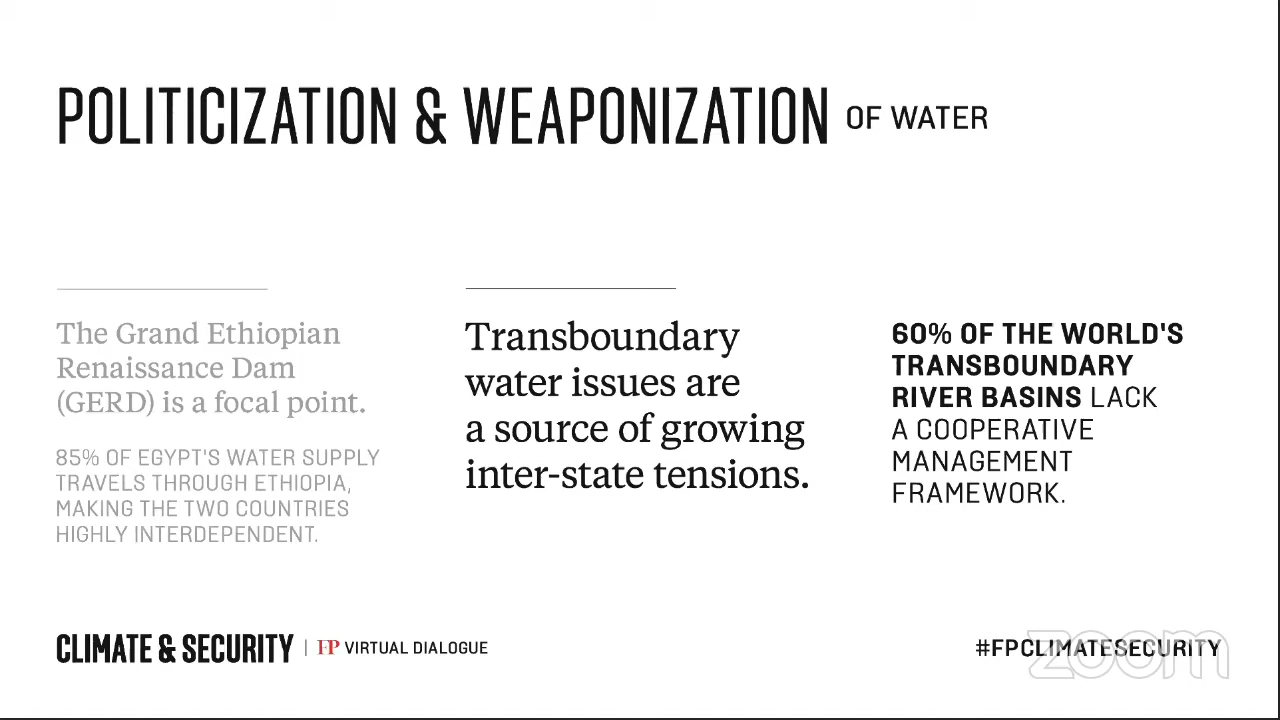 POLITICIZATION & WEAPONIZATION OF WATER
The Grand Ethiopian
Renaissance Dam
(GERD) is a focal point.
85% OF EGYPT'S WATER SUPPLY
TRAVELS THROUGH ETHIOPIA,
MAKING THE TWO COUNTRIES
HIGHLY INTERDEPENDENT.
Transboundary
water issues are
a source of growing
inter-state tensions.
60% OF THE WORLD'S
TRANSBOUNDARY
RIVER BASINS LACK
A COOPERATIVE
MANAGEMENT
FRAMEWORK.
CLIMATE & SECURITY | FP VIRTUAL DIALOGUE
#FPCLIMATESECURITY
zoom